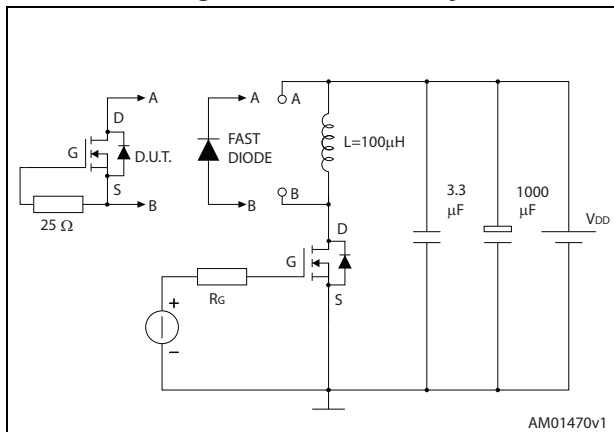 A
D
G
D.U.T.
S
B
25 Ω
A
FAST
DIODE
B
A
L=100μH
B
D
G
S
RG
+
–
3.3
μF
1000
μF
VDD
AM01470v1